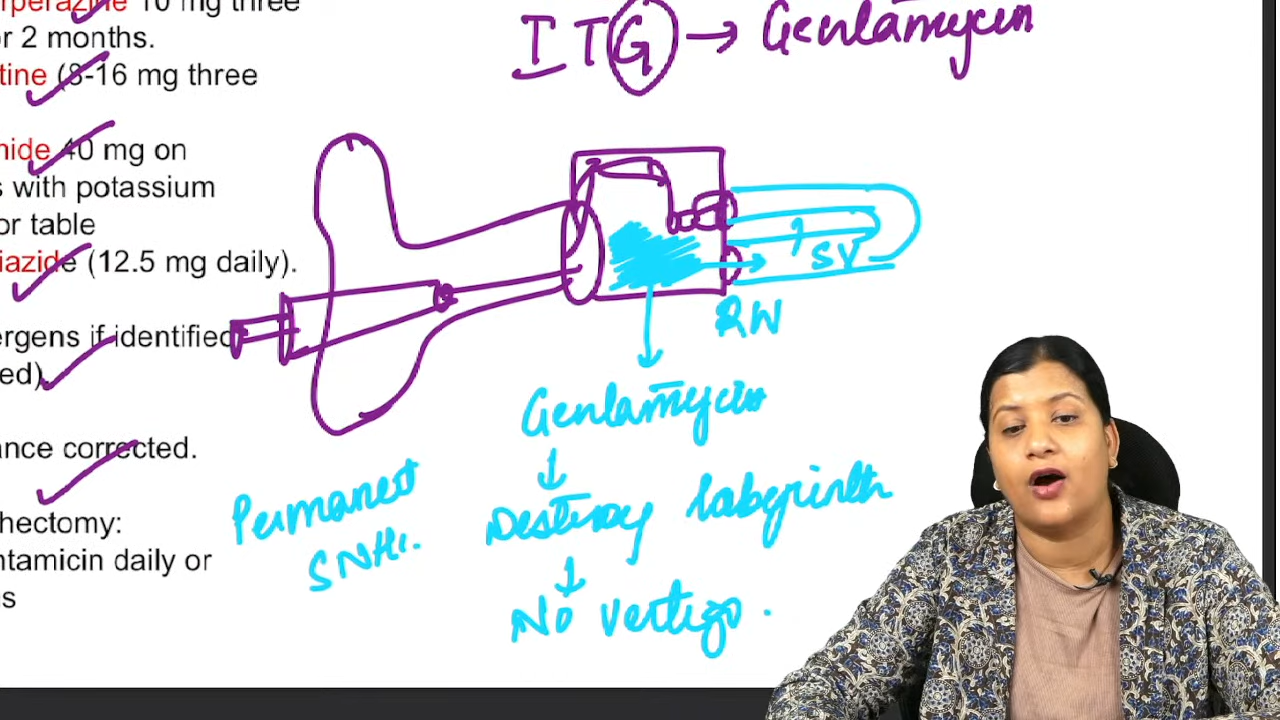 rperazine 10 mg three
or 2 months.
tine (8-16 mg three
nide 40 mg on
s with potassium
or table
iazide (12.5 mg daily).
ergens if identified
ed)
ance corrected.
hectomy:
ntamicin daily or
s
ITG → Gentamycin
SV
RW
Gentamycin
↓
Destroy labyrinth
↓
No vertigo.
Permanent
SNHL.